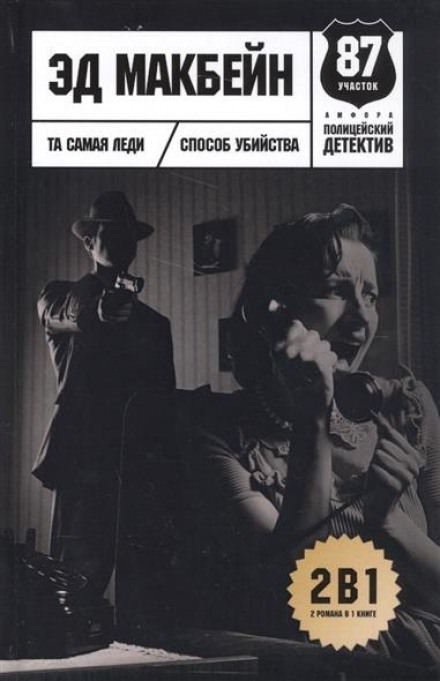 ЭД МАКБЕЙН
ТА САМАЯ ЛЕДИ / СПОСОБ УБИЙСТВА
87
УЧАСТОК
АМФОРА
ПОЛИЦЕЙСКИЙ
ДЕТЕКТИВ
2 В 1
2 РОМАНА В 1 КНИГЕ